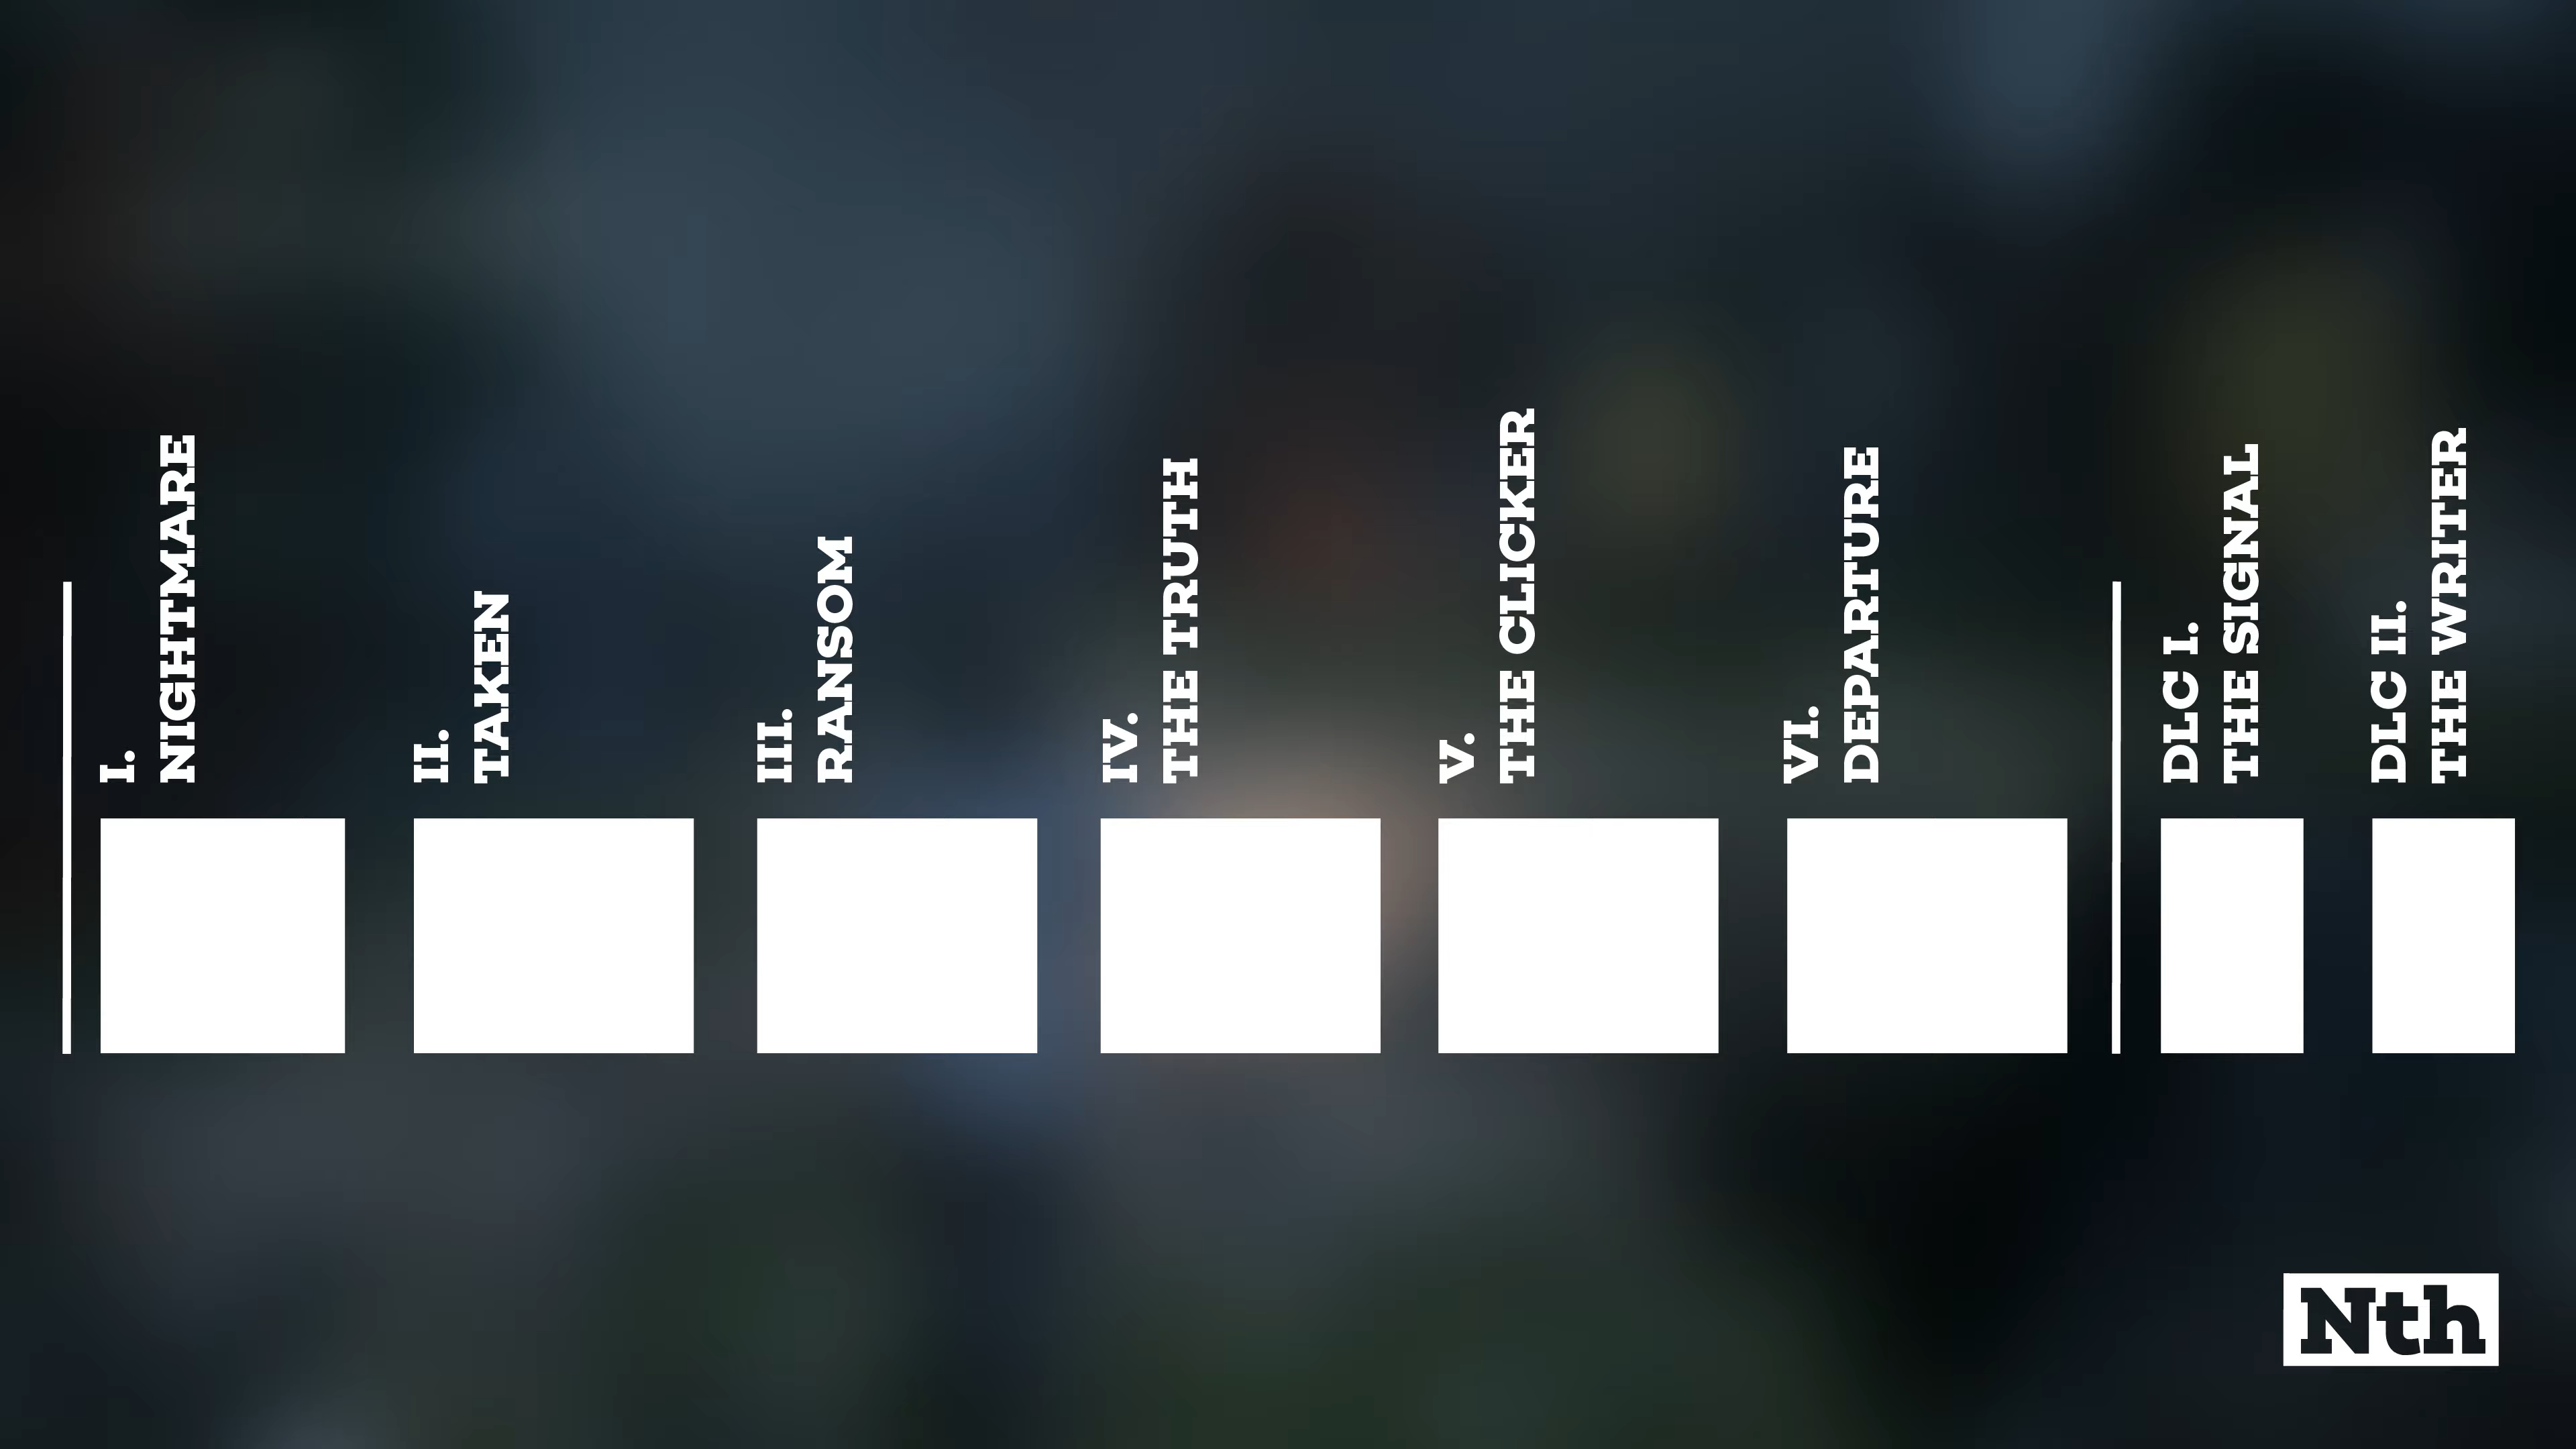 I.
NIGHTMARE
II.
TAKEN
III.
RANSOM
IV.
THE TRUTH
V.
THE CLICKER
VI.
DEPARTURE
DLC I.
THE SIGNAL
DLC II.
THE WRITER
Nth